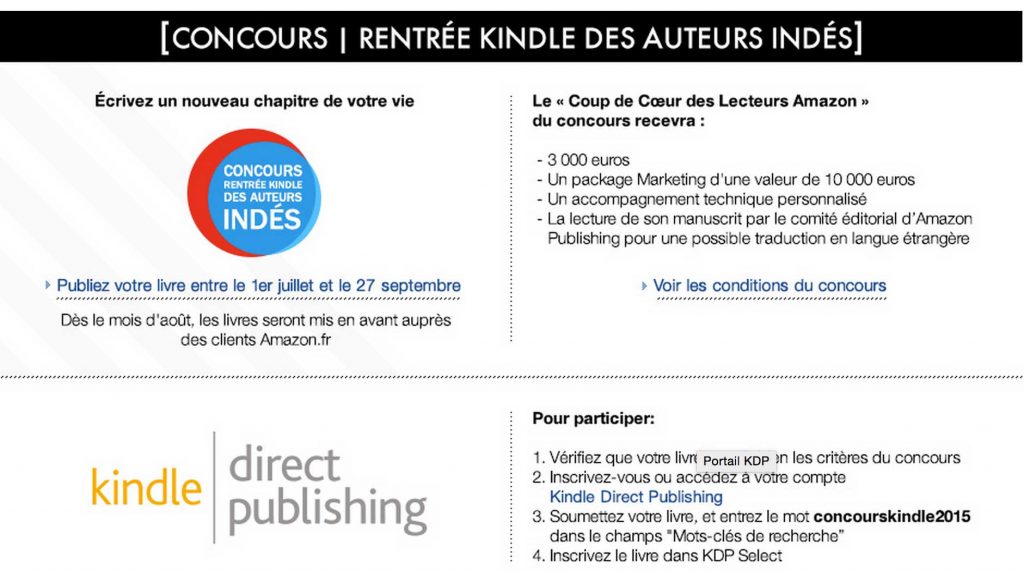 [CONCOURS | RENTRÉE KINDLE DES AUTEURS INDÉS]
Écrivez un nouveau chapitre de votre vie
CONCOURS
RENTRÉE KINDLE
DES AUTEURS
INDÉS
Publiez votre livre entre le 1er juillet et le 27 septembre
Dès le mois d'août, les livres seront mis en avant auprès
des clients Amazon.fr
Le « Coup de Cœur des Lecteurs Amazon »
du concours recevra :
- 3 000 euros
- Un package Marketing d'une valeur de 10 000 euros
- Un accompagnement technique personnalisé
- La lecture de son manuscrit par le comité éditorial d’Amazon
Publishing pour une possible traduction en langue étrangère
Voir les conditions du concours
kindle
direct
publishing
Pour participer:
1. Vérifiez que votre livre Portail KDP les critères du concours
2. Inscrivez-vous ou accédez à votre compte
Kindle Direct Publishing
3. Soumettez votre livre, et entrez le mot concourskindle2015
dans le champs "Mots-clés de recherche”
4. Inscrivez le livre dans KDP Select